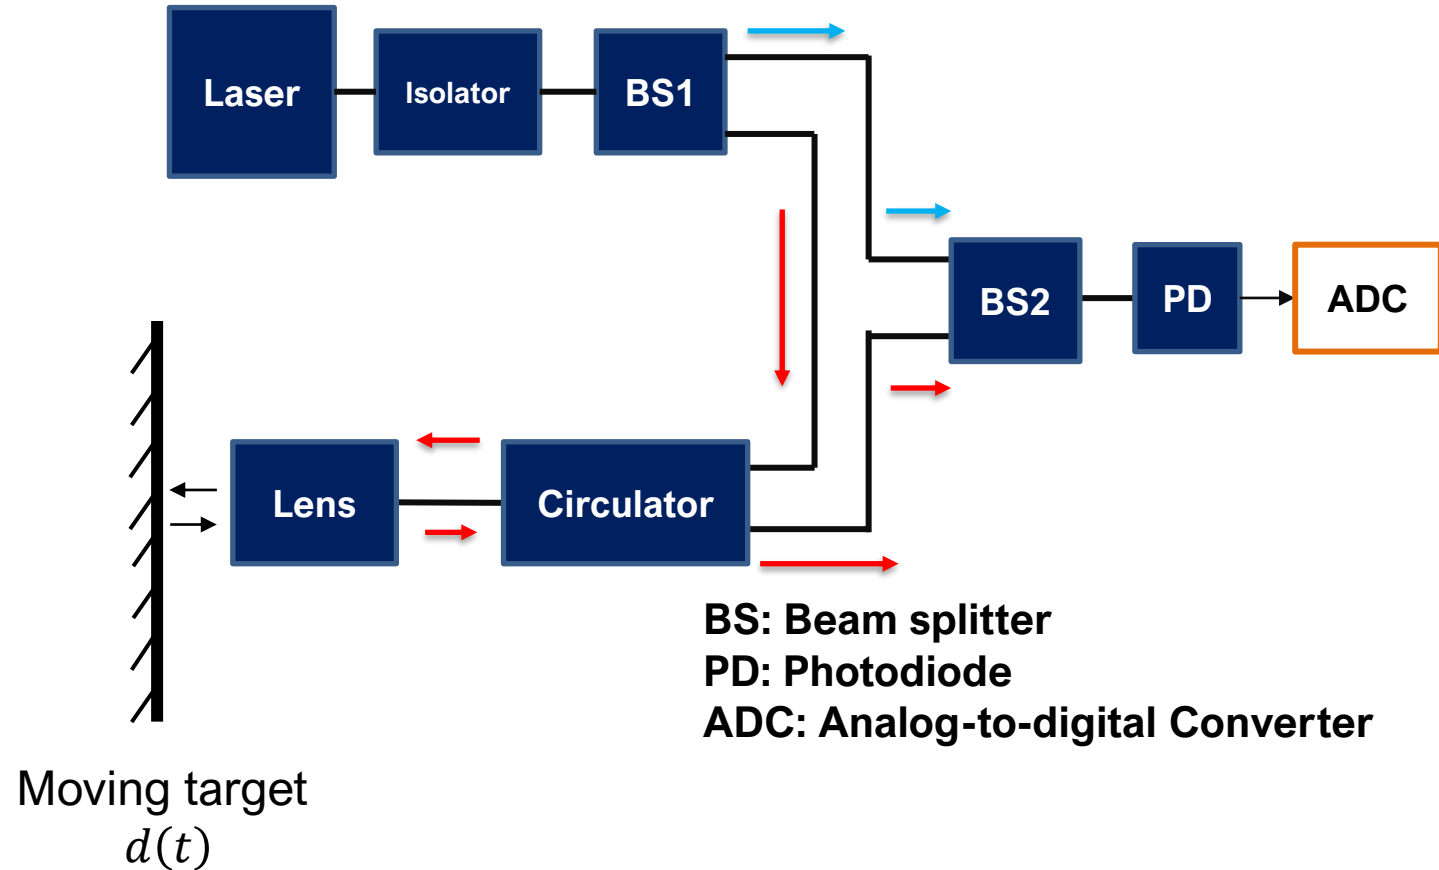 Laser
Isolator
BS1
BS2
PD
ADC
Lens
Circulator
BS: Beam splitter
PD: Photodiode
ADC: Analog-to-digital Converter
Moving target
d(t)